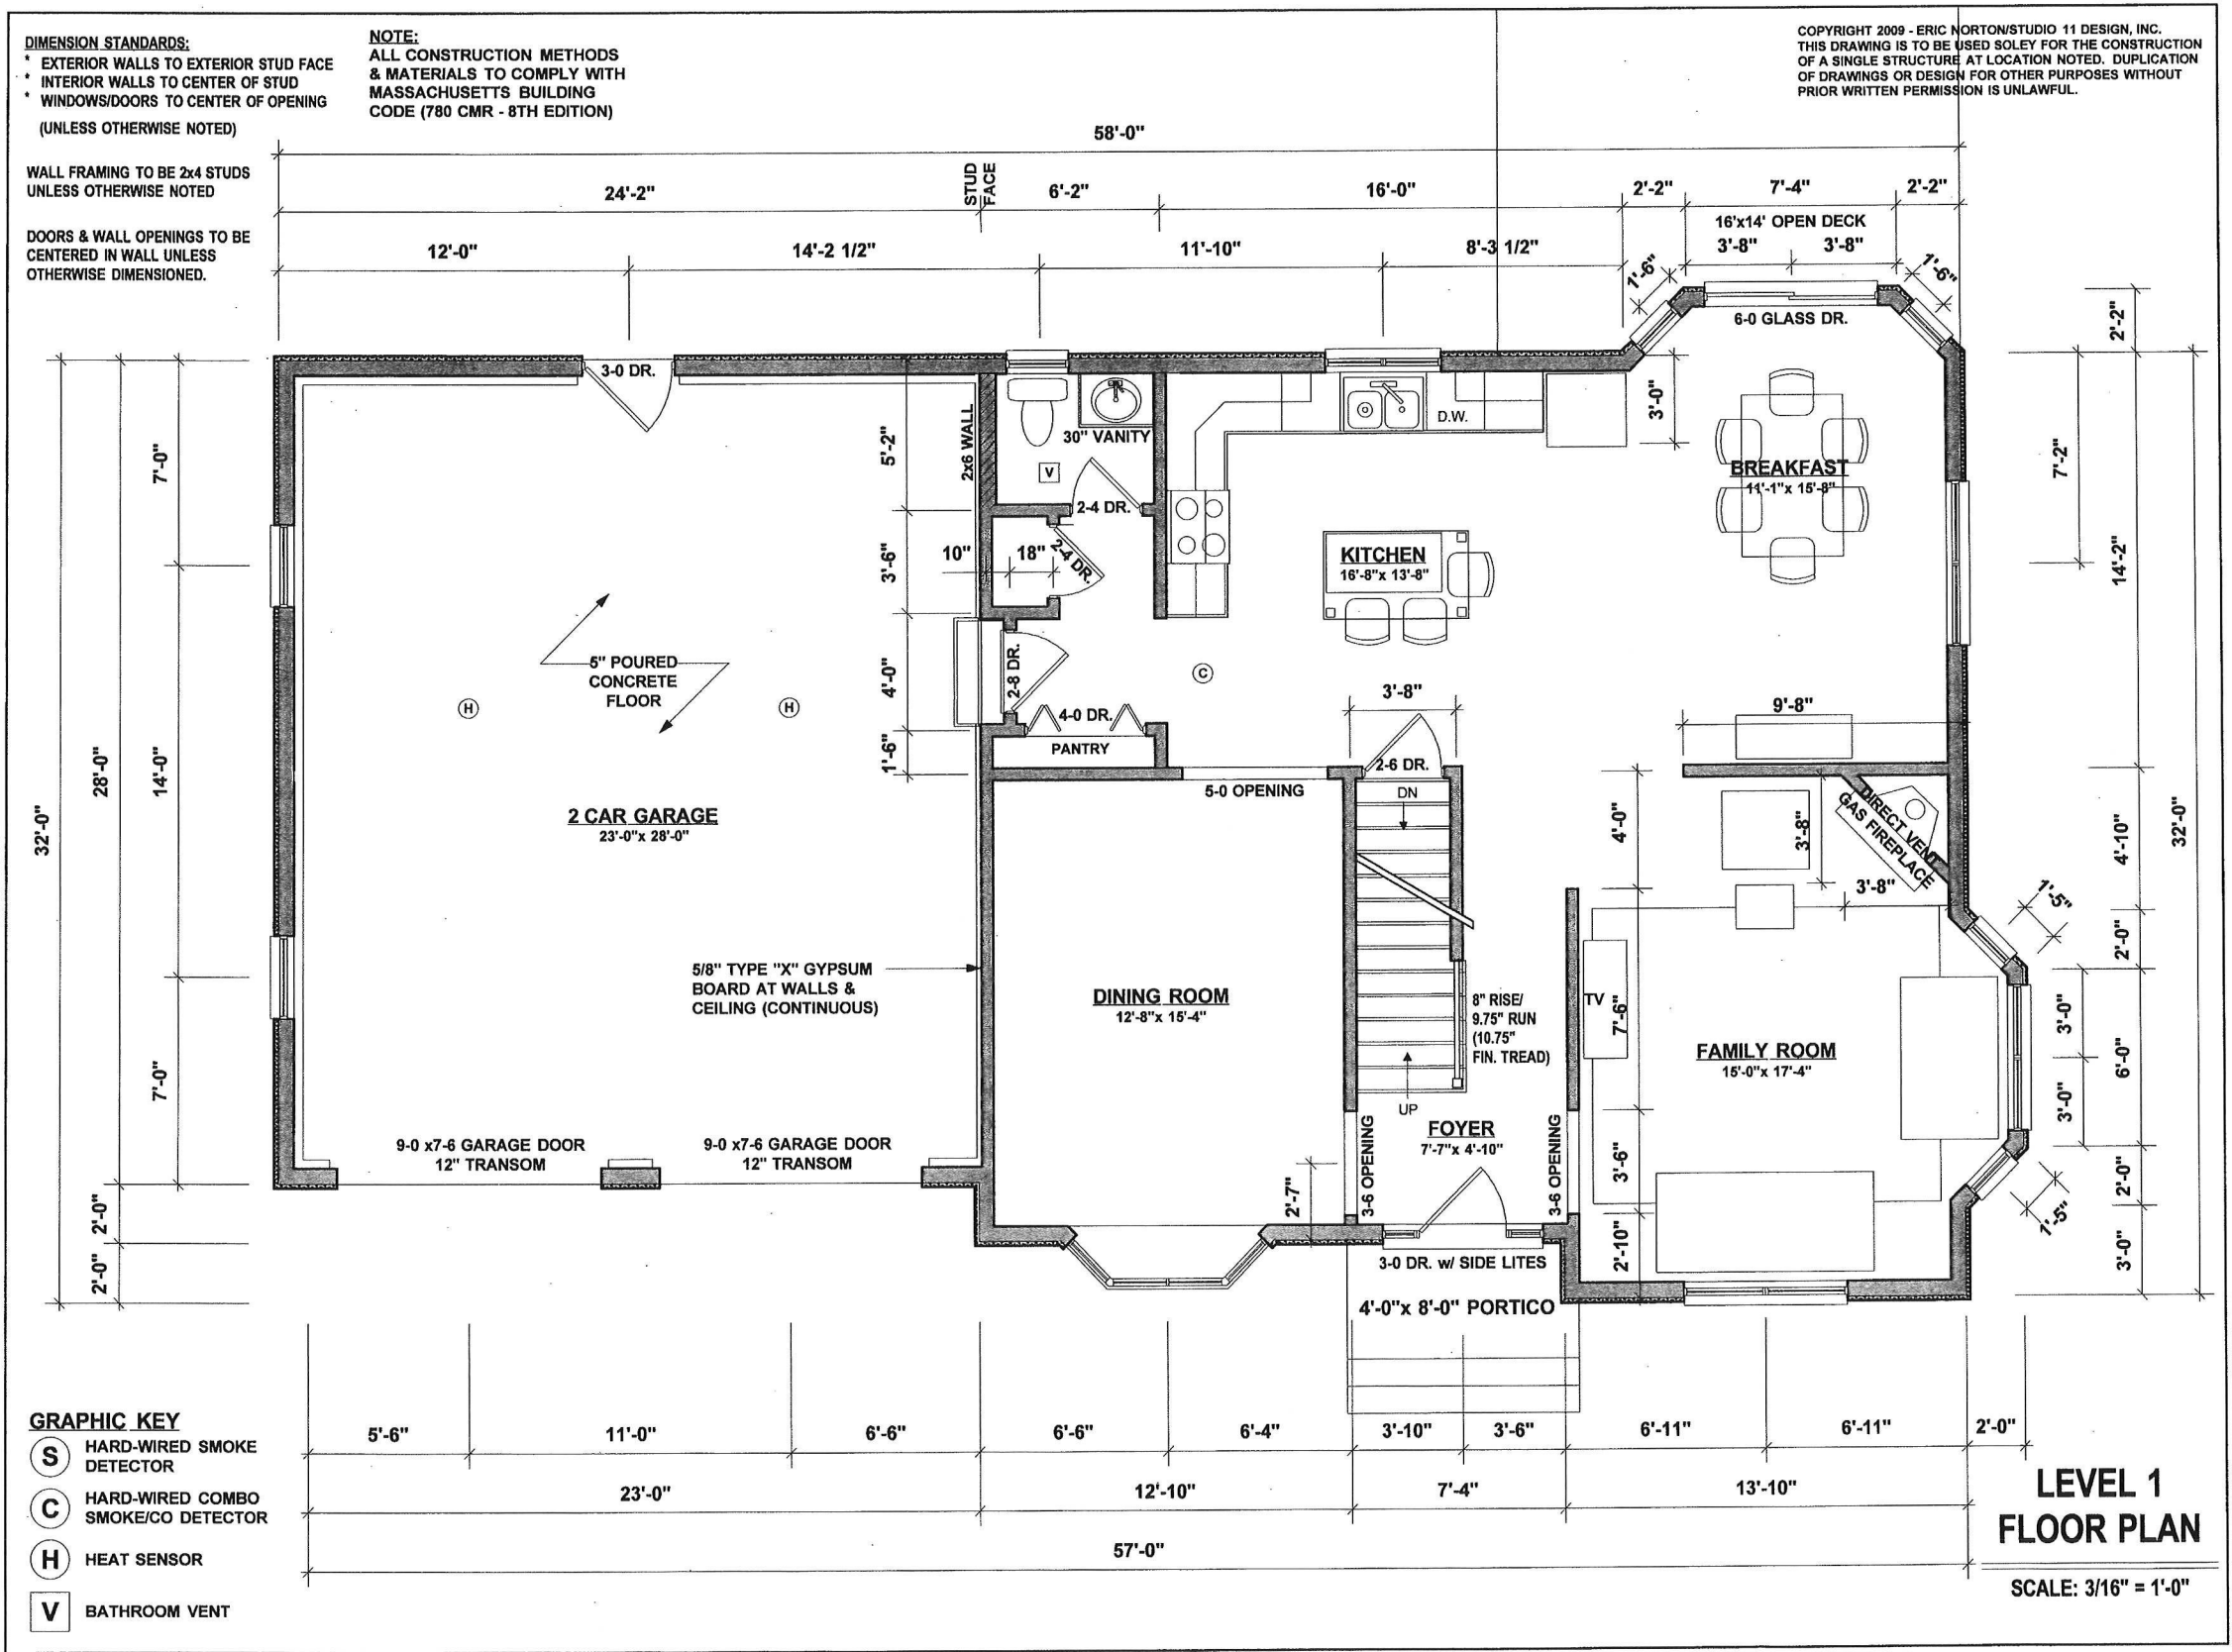 DIMENSION STANDARDS:
* EXTERIOR WALLS TO EXTERIOR STUD FACE
* INTERIOR WALLS TO CENTER OF STUD
* WINDOWS/DOORS TO CENTER OF OPENING
(UNLESS OTHERWISE NOTED)
WALL FRAMING TO BE 2x4 STUDS
UNLESS OTHERWISE NOTED
DOORS & WALL OPENINGS TO BE
CENTERED IN WALL UNLESS
OTHERWISE DIMENSIONED.
NOTE:
ALL CONSTRUCTION METHODS
& MATERIALS TO COMPLY WITH
MASSACHUSETTS BUILDING
CODE (780 CMR - 8TH EDITION)
COPYRIGHT 2009 - ERIC NORTON/STUDIO 11 DESIGN, INC.
THIS DRAWING IS TO BE USED SOLEY FOR THE CONSTRUCTION
OF A SINGLE STRUCTURE AT LOCATION NOTED. DUPLICATION
OF DRAWINGS OR DESIGN FOR OTHER PURPOSES WITHOUT
PRIOR WRITTEN PERMISSION IS UNLAWFUL.
58'-0"
24'-2"
STUD
FACE
6'-2"
16'-0"
2'-2"
7'-4"
2'-2"
16'x14' OPEN DECK
12'-0"
14'-2 1/2"
11'-10"
8'-3 1/2"
3'-8"
3'-8"
1'-6"
1'-6"
6-0 GLASS DR.
2'-2"
3-0 DR.
30" VANITY
V
2x6 WALL
5'-2"
2-4 DR.
D.W.
3'-0"
BREAKFAST
11'-1"x 15'-8"
7'-2"
14'-2"
7'-0"
10"
18"
2-4 DR.
3'-6"
KITCHEN
16'-8"x 13'-8"
5" POURED
CONCRETE
FLOOR
H
H
4'-0"
2-8 DR.
C
4-0 DR.
PANTRY
1'-6"
3'-8"
9'-8"
2-6 DR.
5-0 OPENING
DN
32'-0"
28'-0"
14'-0"
2 CAR GARAGE
23'-0"x 28'-0"
4'-0"
3'-8"
DIRECT VENT
GAS FIREPLACE
3'-8"
4'-10"
32'-0"
1'-5"
2'-0"
5/8" TYPE "X" GYPSUM
BOARD AT WALLS &
CEILING (CONTINUOUS)
DINING ROOM
12'-8"x 15'-4"
8" RISE/
9.75" RUN
(10.75"
FIN. TREAD)
TV
7'-6"
FAMILY ROOM
15'-0"x 17'-4"
3'-0"
6'-0"
3'-0"
7'-0"
UP
FOYER
7'-7"x 4'-10"
9-0 x7-6 GARAGE DOOR
12" TRANSOM
9-0 x7-6 GARAGE DOOR
12" TRANSOM
2'-7"
3-6 OPENING
3-6 OPENING
3'-6"
2'-0"
1'-5"
2'-0"
2'-0"
3-0 DR. w/ SIDE LITES
2'-10"
3'-0"
4'-0"x 8'-0" PORTICO
5'-6"
11'-0"
6'-6"
6'-6"
6'-4"
3'-10"
3'-6"
6'-11"
6'-11"
2'-0"
23'-0"
12'-10"
7'-4"
13'-10"
57'-0"
GRAPHIC KEY
S HARD-WIRED SMOKE
DETECTOR
C HARD-WIRED COMBO
SMOKE/CO DETECTOR
H HEAT SENSOR
V BATHROOM VENT
LEVEL 1
FLOOR PLAN
SCALE: 3/16" = 1'-0"